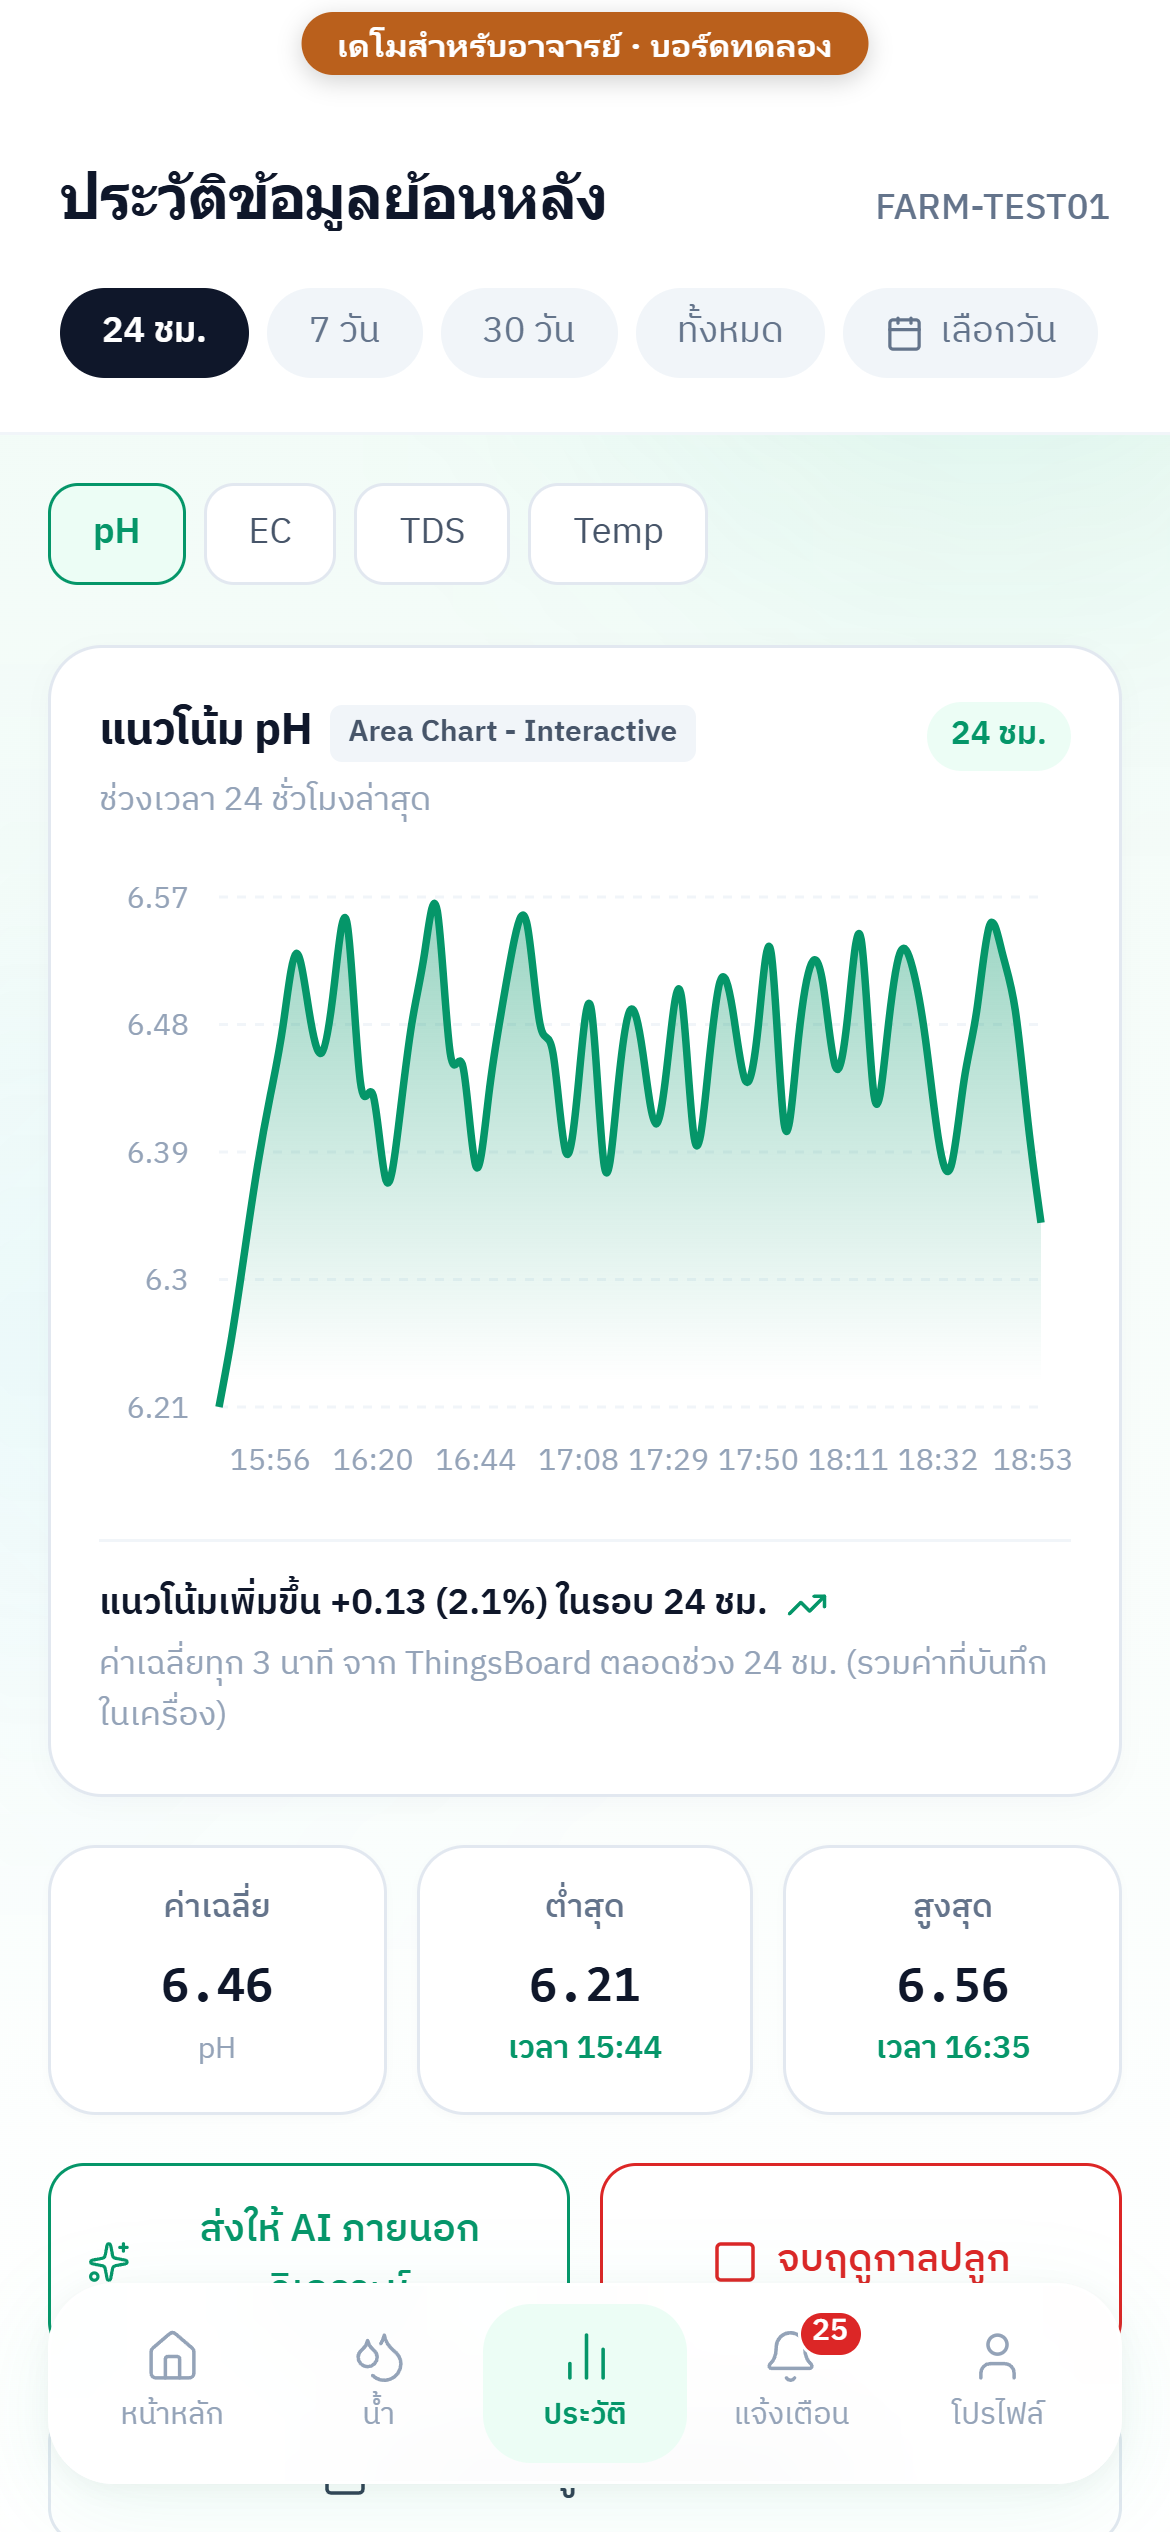 เดโมสำหรับอาจารย์ · บอร์ดทดลอง
ประวัติข้อมูลย้อนหลัง
FARM-TEST01
24 ชม.
7 วัน
30 วัน
ทั้งหมด
เลือกวัน
pH
EC
TDS
Temp
แนวโน้ม pH
Area Chart - Interactive
24 ชม.
ช่วงเวลา 24 ชั่วโมงล่าสุด
6.57
6.48
6.39
6.3
6.21
15:56 16:20 16:44 17:08 17:29 17:50 18:11 18:32 18:53
แนวโน้มเพิ่มขึ้น +0.13 (2.1%) ในรอบ 24 ชม.
ค่าเฉลี่ยทุก 3 นาที จาก ThingsBoard ตลอดช่วง 24 ชม. (รวมค่าที่บันทึก
ในเครื่อง)
ค่าเฉลี่ย
6.46
pH
ต่ำสุด
6.21
เวลา 15:44
สูงสุด
6.56
เวลา 16:35
ส่งให้ AI ภายนอก
จบฤดูกาลปลูก
หน้าหลัก
น้ำ
ประวัติ
25
แจ้งเตือน
โปรไฟล์